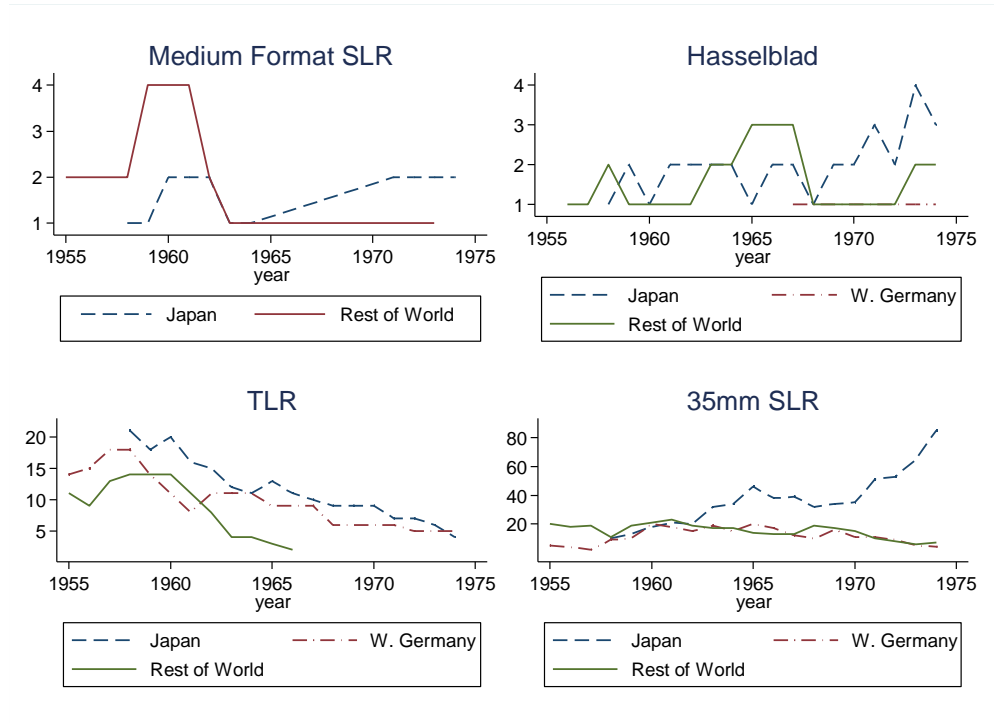 Medium Format SLR
4
3
2
1
1955 1960 1965 1970 1975
year
Japan Rest of World
Hasselblad
4
3
2
1
1955 1960 1965 1970 1975
year
Japan W. Germany
Rest of World
TLR
20
15
10
5
1955 1960 1965 1970 1975
year
Japan W. Germany
Rest of World
35mm SLR
80
60
40
20
1955 1960 1965 1970 1975
year
Japan W. Germany
Rest of World